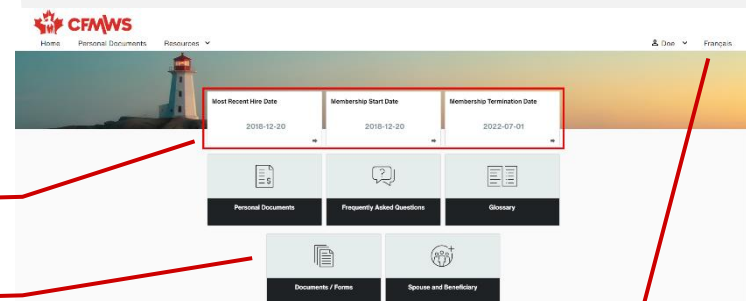 CFMWS
Home Personal Documents Resources Doe Français
Most Recent Hire Date Membership Start Date Membership Termination Date
2018-12-20 2018-12-20 2022-07-01
Personal Documents Frequently Asked Questions Glossary
Documents / Forms Spouse and Beneficiary